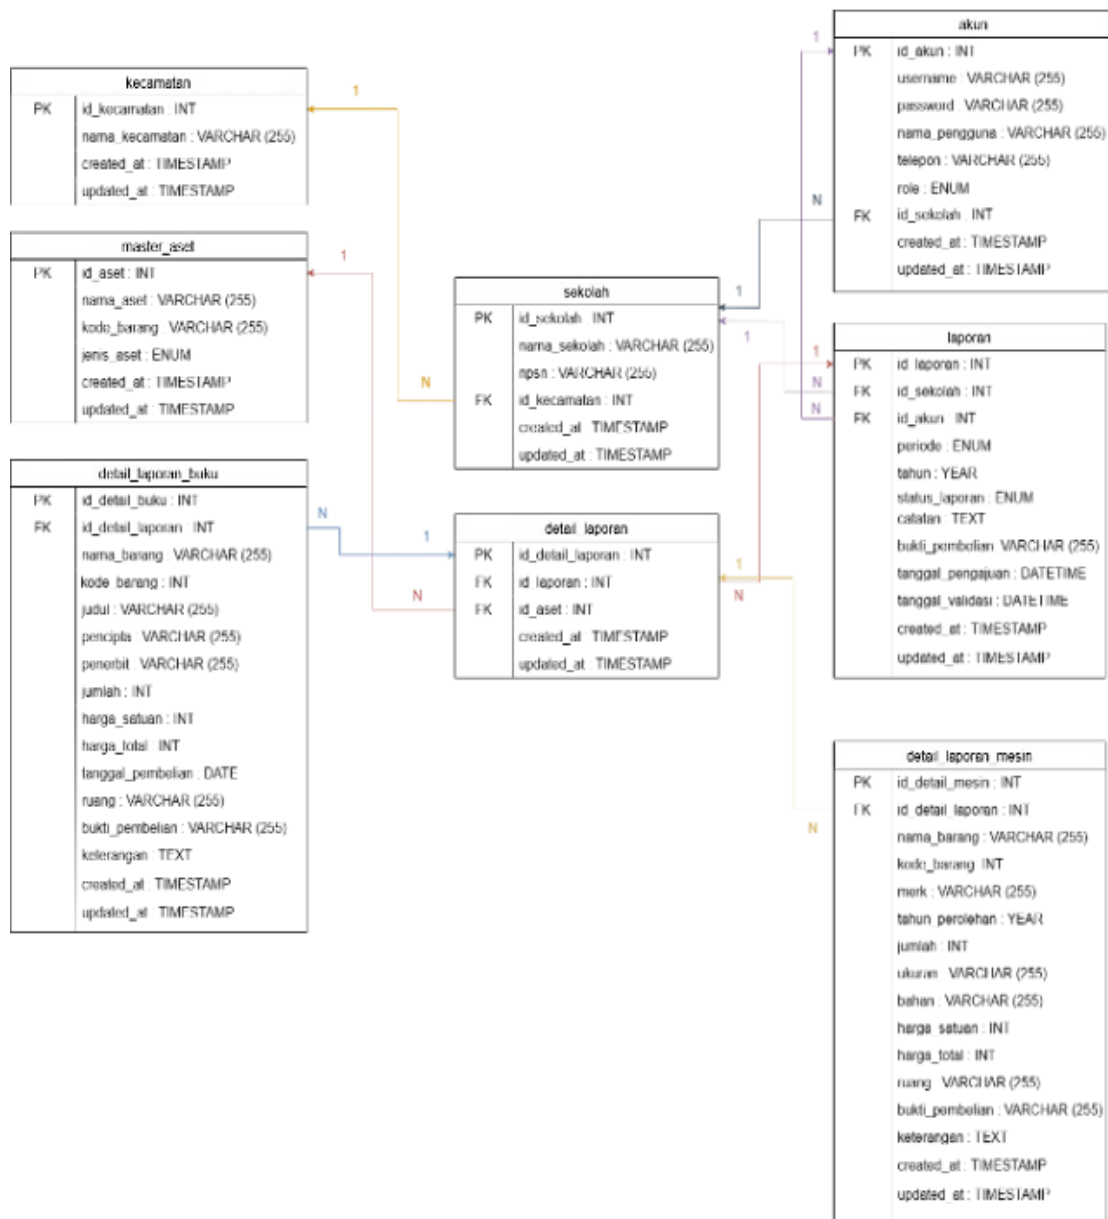 kecamatan
PK id_kecamatan : INT
nama_kecamatan : VARCHAR (255)
created_at : TIMESTAMP
updated_at : TIMESTAMP
master_aset
PK id_aset : INT
nama_aset : VARCHAR (255)
kode_barang : VARCHAR (255)
jenis_aset : ENUM
created_at : TIMESTAMP
updated_at : TIMESTAMP
detail_laporan_buku
PK id_detail_buku : INT
FK id_detail_laporan : INT
nama_barang : VARCHAR (255)
kode_barang : INT
judul : VARCHAR (255)
pencipta : VARCHAR (255)
penerbit : VARCHAR (255)
jumlah : INT
harga_satuan : INT
harga_total : INT
tanggal_pembelian : DATE
ruang : VARCHAR (255)
bukti_pembelian : VARCHAR (255)
keterangan : TEXT
created_at : TIMESTAMP
updated_at : TIMESTAMP
1
N
1
N
N
1
sekolah
PK id_sekolah : INT
nama_sekolah : VARCHAR (255)
npsn : VARCHAR (255)
FK id_kecamatan : INT
created_at : TIMESTAMP
updated_at : TIMESTAMP
detail_laporan
PK id_detail_laporan : INT
FK id_laporan : INT
FK id_aset : INT
created_at : TIMESTAMP
updated_at : TIMESTAMP
1
N
1
1
1
N
N
1
N
N
akun
PK id_akun : INT
username : VARCHAR (255)
password : VARCHAR (255)
nama_pengguna : VARCHAR (255)
telepon : VARCHAR (255)
role : ENUM
FK id_sekolah : INT
created_at : TIMESTAMP
updated_at : TIMESTAMP
laporan
PK id_laporan : INT
FK id_sekolah : INT
FK id_akun : INT
periode : ENUM
tahun : YEAR
status_laporan : ENUM
catatan : TEXT
bukti_pembelian VARCHAR (255)
tanggal_pengajuan : DATETIME
tanggal_validasi : DATETIME
created_at : TIMESTAMP
updated_at : TIMESTAMP
detail_laporan_mesin
PK id_detail_mesin : INT
FK id_detail_laporan : INT
nama_barang : VARCHAR (255)
kode_barang INT
merk : VARCHAR (255)
tahun_perolehan : YEAR
jumlah : INT
ukuran : VARCHAR (255)
bahan : VARCHAR (255)
harga_satuan : INT
harga_total : INT
ruang : VARCHAR (255)
bukti_pembelian : VARCHAR (255)
keterangan : TEXT
created_at : TIMESTAMP
updated_at : TIMESTAMP